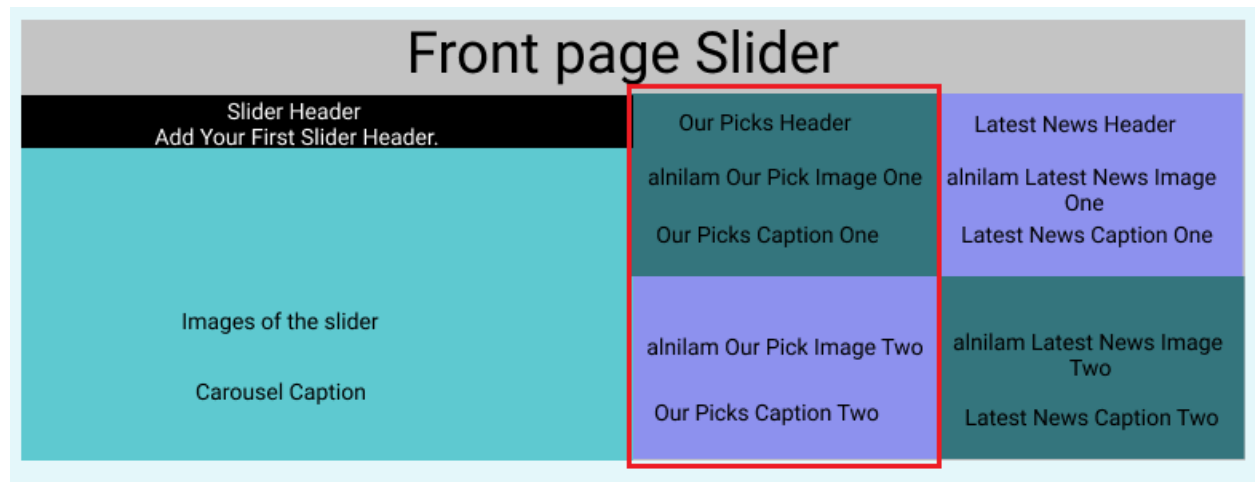 Front page Slider
Slider Header
Add Your First Slider Header.
Images of the slider
Carousel Caption
Our Picks Header
alnilam Our Pick Image One
Our Picks Caption One
alnilam Our Pick Image Two
Our Picks Caption Two
Latest News Header
alnilam Latest News Image
One
Latest News Caption One
alnilam Latest News Image
Two
Latest News Caption Two